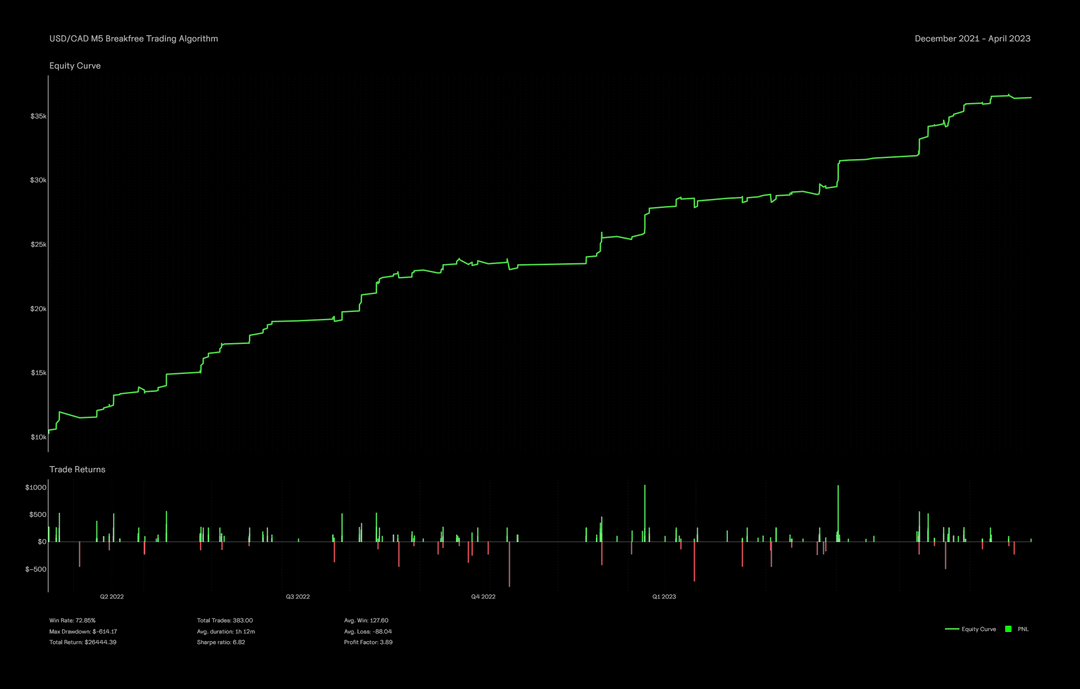 USD/CAD M5 Breakfree Trading Algorithm
December 2021 - April 2023
Equity Curve
$35k
$30k
$25k
$20k
$15k
$10k
Trade Returns
$1000
$500
$0
$-500
Q2 2022
Q3 2022
Q4 2022
Q1 2023
Win Rate: 72.85%
Total Trades: 383.00
Avg. Win: 127.60
Max Drawdown: $-614.17
Avg. duration: 1h 12m
Avg. Loss: -88.04
Total Return: $26444.39
Sharpe ratio: 6.82
Profit Factor: 3.89
Equity Curve
PNL